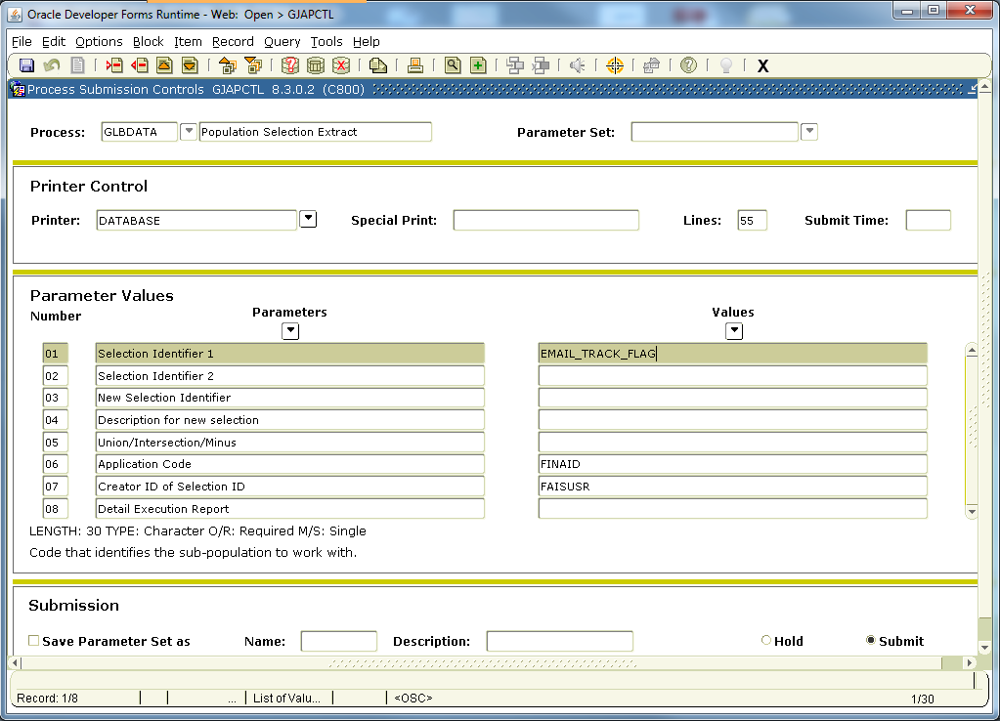 Oracle Developer Forms Runtime - Web: Open > GJAPCTL
File Edit Options Block Item Record Query Tools Help
X
Process Submission Controls GJAPCTL 8.3.0.2 (C800)
Process: GLBDATA Population Selection Extract Parameter Set:
Printer Control
Printer: DATABASE Special Print: Lines: 55 Submit Time:
Parameter Values
Number Parameters Values
01 Selection Identifier 1 EMAIL_TRACK_FLAG
02 Selection Identifier 2
03 New Selection Identifier
04 Description for new selection
05 Union/Intersection/Minus
06 Application Code FINAID
07 Creator ID of Selection ID FAISUSR
08 Detail Execution Report
LENGTH: 30 TYPE: Character O/R: Required M/S: Single
Code that identifies the sub-population to work with.
Submission
Save Parameter Set as Name: Description: Hold Submit
Record: 1/8 ... List of Valu... <OSC> 1/30